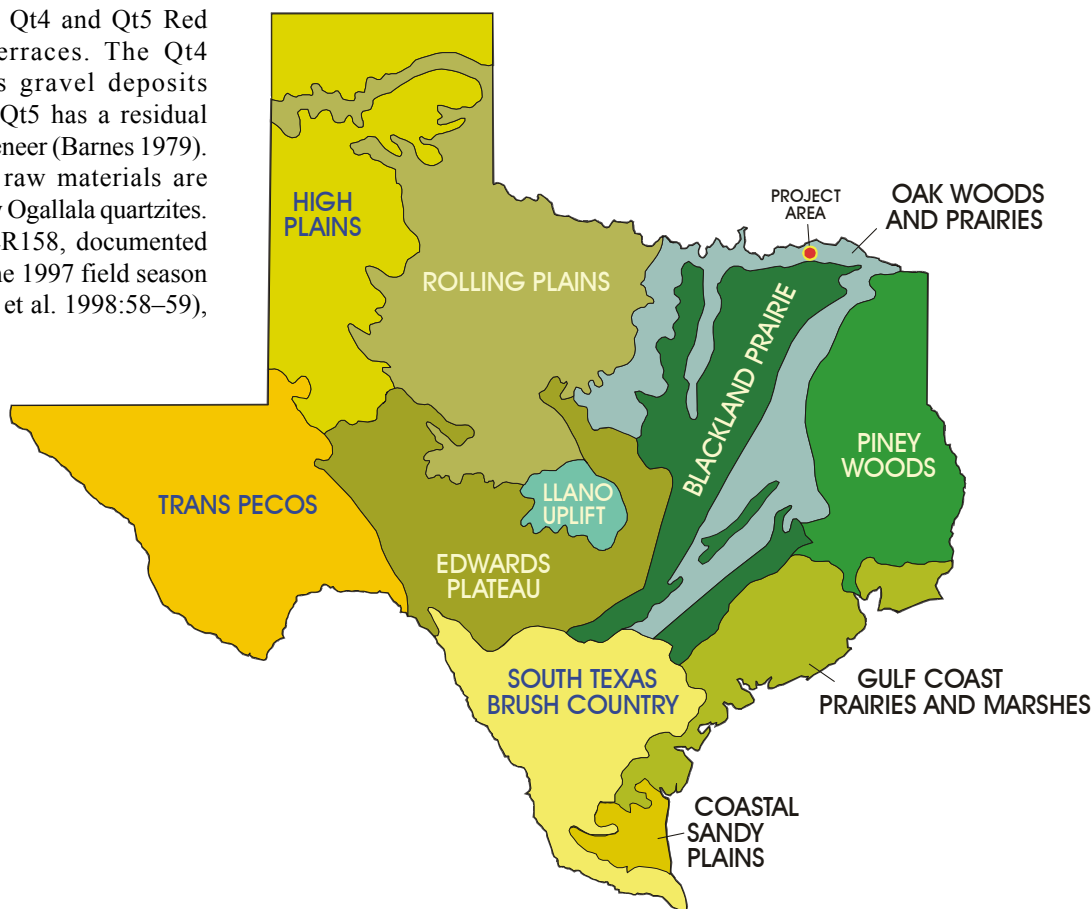 Qt4 and Qt5 Red
erraces. The Qt4
s gravel deposits
Qt5 has a residual
eneer (Barnes 1979).
raw materials are
y Ogallala quartzites.
R158, documented
ne 1997 field season
et al. 1998:58–59),
HIGH
PLAINS
ROLLING PLAINS
PROJECT
AREA
OAK WOODS
AND PRAIRIES
BLACKLAND PRAIRIE
PINEY
WOODS
TRANS PECOS
LLANO
UPLIFT
EDWARDS
PLATEAU
SOUTH TEXAS
BRUSH COUNTRY
GULF COAST
PRAIRIES AND MARSHES
COASTAL
SANDY
PLAINS